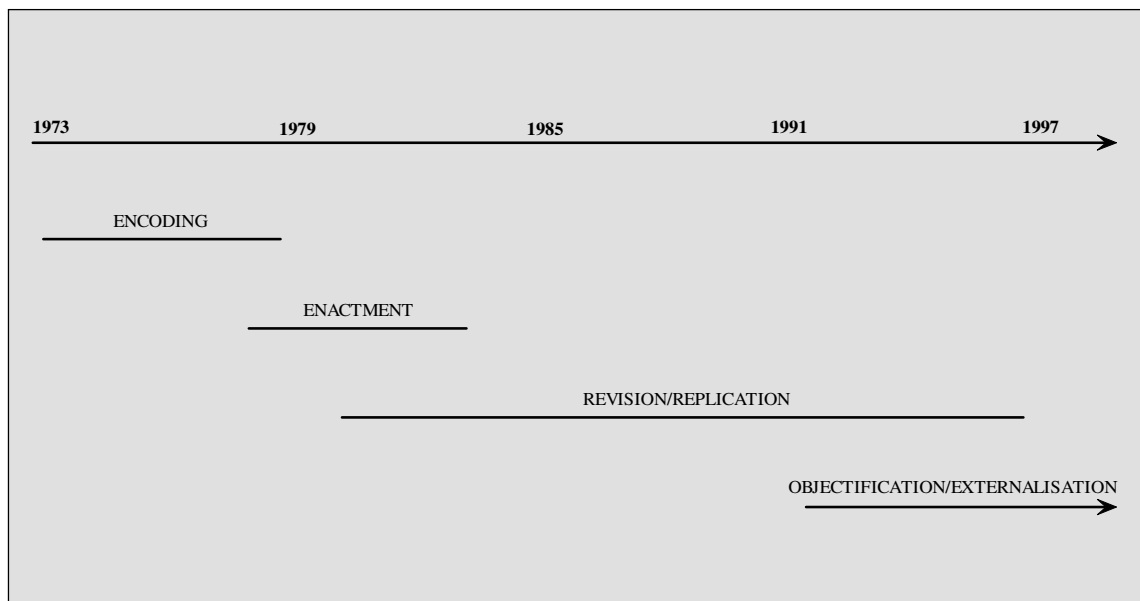 1973 1979 1985 1991 1997
ENCODING
ENACTMENT
REVISION/REPLICATION
OBJECTIFICATION/EXTERNALISATION